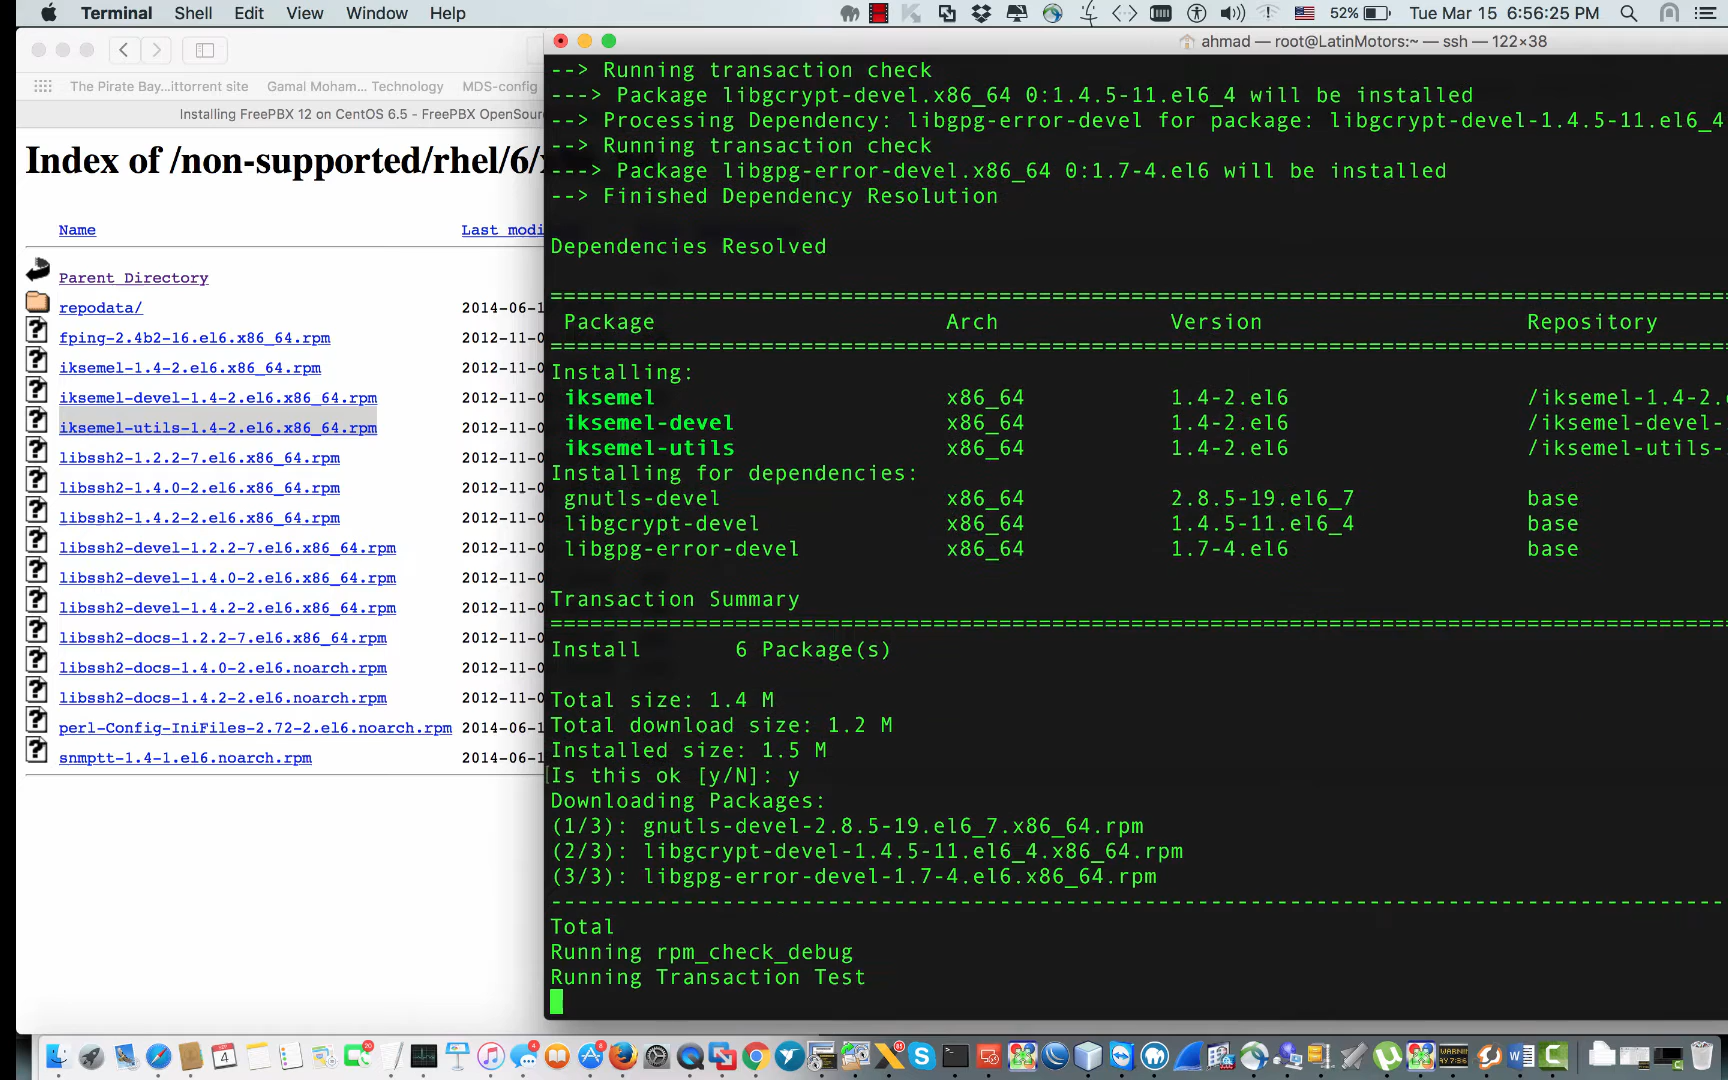 Terminal Shell Edit View Window Help 52% Tue Mar 15 6:56:25 PM
ahmad — root@LatinMotors:~ — ssh — 122×38
The Pirate Bay...ittorrent site Gamal Moham... Technology MDS-config
Installing FreePBX 12 on CentOS 6.5 - FreePBX OpenSour
Index of /non-supported/rhel/6/x
Name Last modi
Parent Directory
repodata/ 2014-06-1
fping-2.4b2-16.el6.x86_64.rpm 2012-11-0
iksemel-1.4-2.el6.x86_64.rpm 2012-11-0
iksemel-devel-1.4-2.el6.x86_64.rpm 2012-11-0
iksemel-utils-1.4-2.el6.x86_64.rpm 2012-11-0
libssh2-1.2.2-7.el6.x86_64.rpm 2012-11-0
libssh2-1.4.0-2.el6.x86_64.rpm 2012-11-0
libssh2-1.4.2-2.el6.x86_64.rpm 2012-11-0
libssh2-devel-1.2.2-7.el6.x86_64.rpm 2012-11-0
libssh2-devel-1.4.0-2.el6.x86_64.rpm 2012-11-0
libssh2-devel-1.4.2-2.el6.x86_64.rpm 2012-11-0
libssh2-docs-1.2.2-7.el6.x86_64.rpm 2012-11-0
libssh2-docs-1.4.0-2.el6.noarch.rpm 2012-11-0
libssh2-docs-1.4.2-2.el6.noarch.rpm 2012-11-0
perl-Config-IniFiles-2.72-2.el6.noarch.rpm 2014-06-1
snmptt-1.4-1.el6.noarch.rpm 2014-06-1
--> Running transaction check
---> Package libgcrypt-devel.x86_64 0:1.4.5-11.el6_4 will be installed
--> Processing Dependency: libgpg-error-devel for package: libgcrypt-devel-1.4.5-11.el6_4
--> Running transaction check
---> Package libgpg-error-devel.x86_64 0:1.7-4.el6 will be installed
--> Finished Dependency Resolution
Dependencies Resolved
Package Arch Version Repository
Installing:
iksemel x86_64 1.4-2.el6 /iksemel-1.4-2.
iksemel-devel x86_64 1.4-2.el6 /iksemel-devel-
iksemel-utils x86_64 1.4-2.el6 /iksemel-utils-
Installing for dependencies:
gnutls-devel x86_64 2.8.5-19.el6_7 base
libgcrypt-devel x86_64 1.4.5-11.el6_4 base
libgpg-error-devel x86_64 1.7-4.el6 base
Transaction Summary
Install 6 Package(s)
Total size: 1.4 M
Total download size: 1.2 M
Installed size: 1.5 M
Is this ok [y/N]: y
Downloading Packages:
(1/3): gnutls-devel-2.8.5-19.el6_7.x86_64.rpm
(2/3): libgcrypt-devel-1.4.5-11.el6_4.x86_64.rpm
(3/3): libgpg-error-devel-1.7-4.el6.x86_64.rpm
Total
Running rpm_check_debug
Running Transaction Test